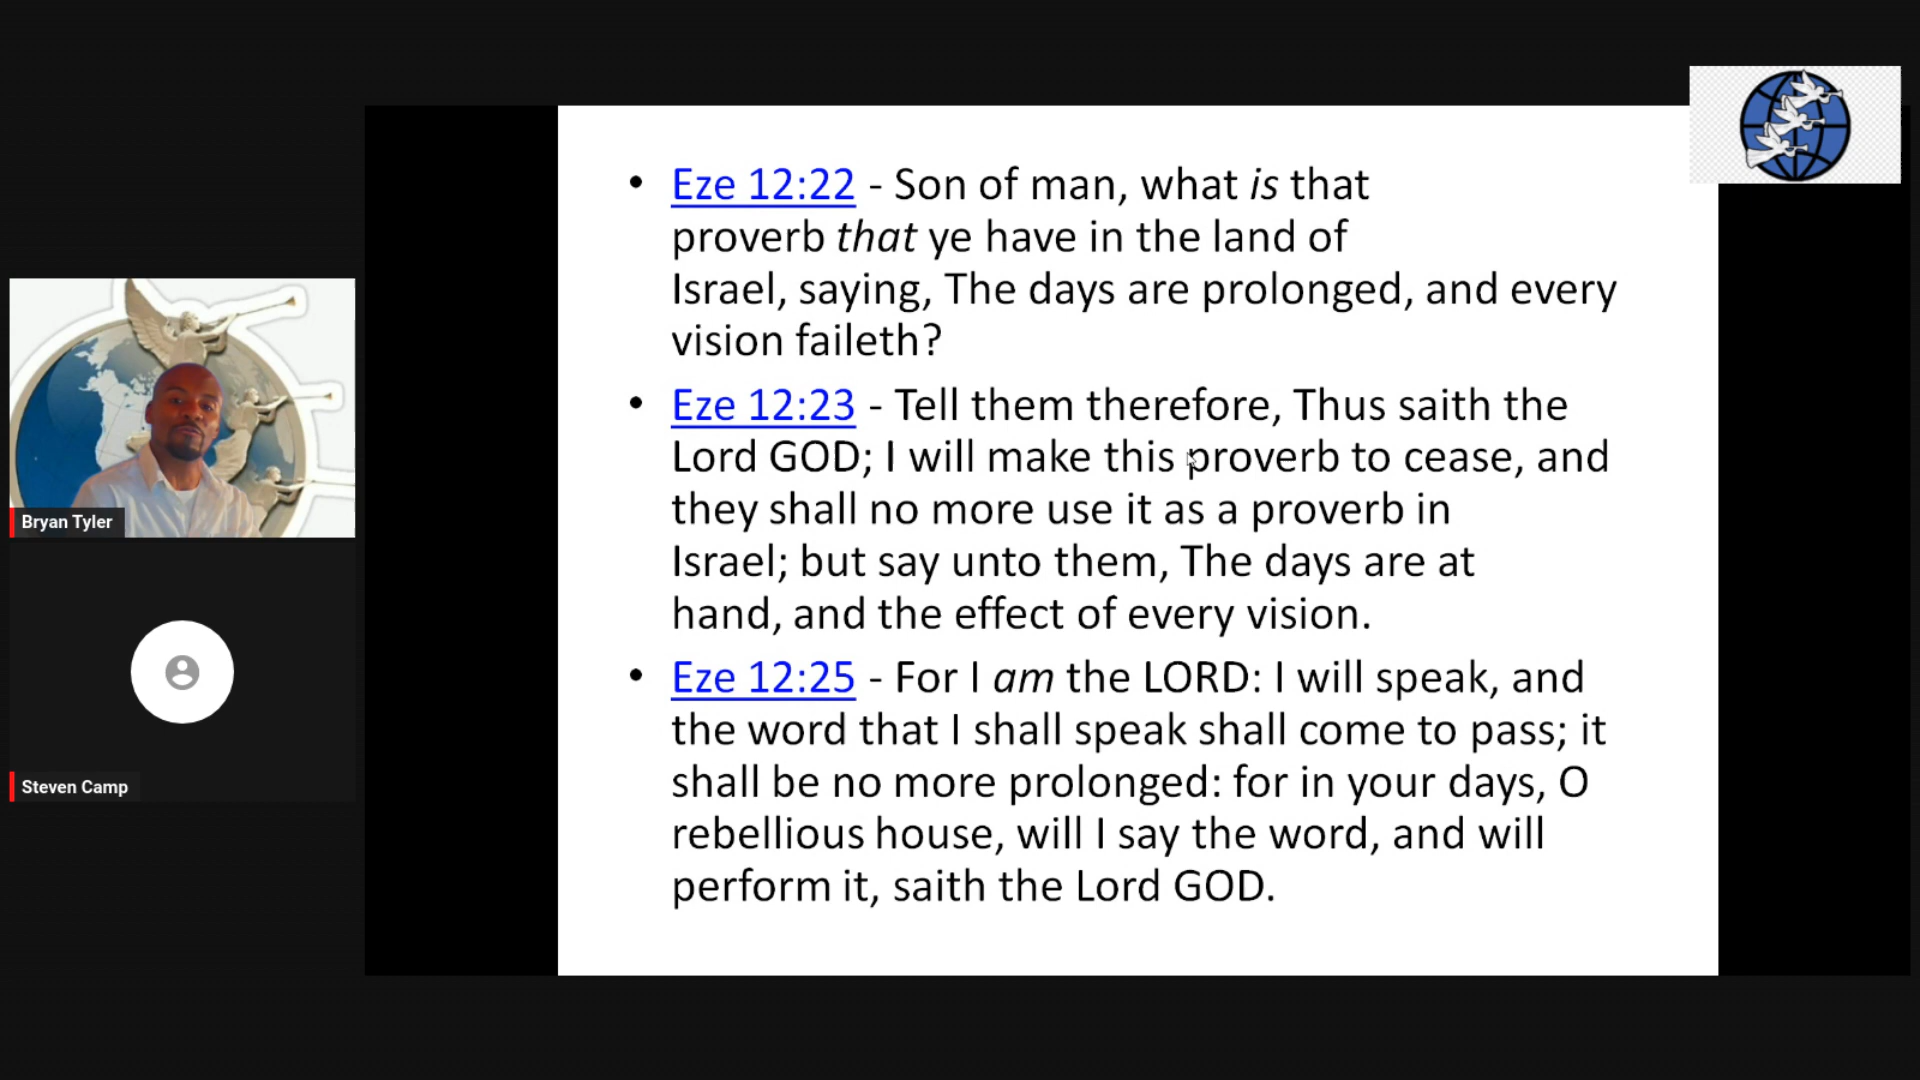 Eze 12:22 - Son of man, what is that
proverb that ye have in the land of
Israel, saying, The days are prolonged, and every
vision faileth?
Eze 12:23 - Tell them therefore, Thus saith the
Lord GOD; I will make this proverb to cease, and
they shall no more use it as a proverb in
Israel; but say unto them, The days are at
hand, and the effect of every vision.
Eze 12:25 - For I am the LORD: I will speak, and
the word that I shall speak shall come to pass; it
shall be no more prolonged: for in your days, O
rebellious house, will I say the word, and will
perform it, saith the Lord GOD.
Bryan Tyler
Steven Camp